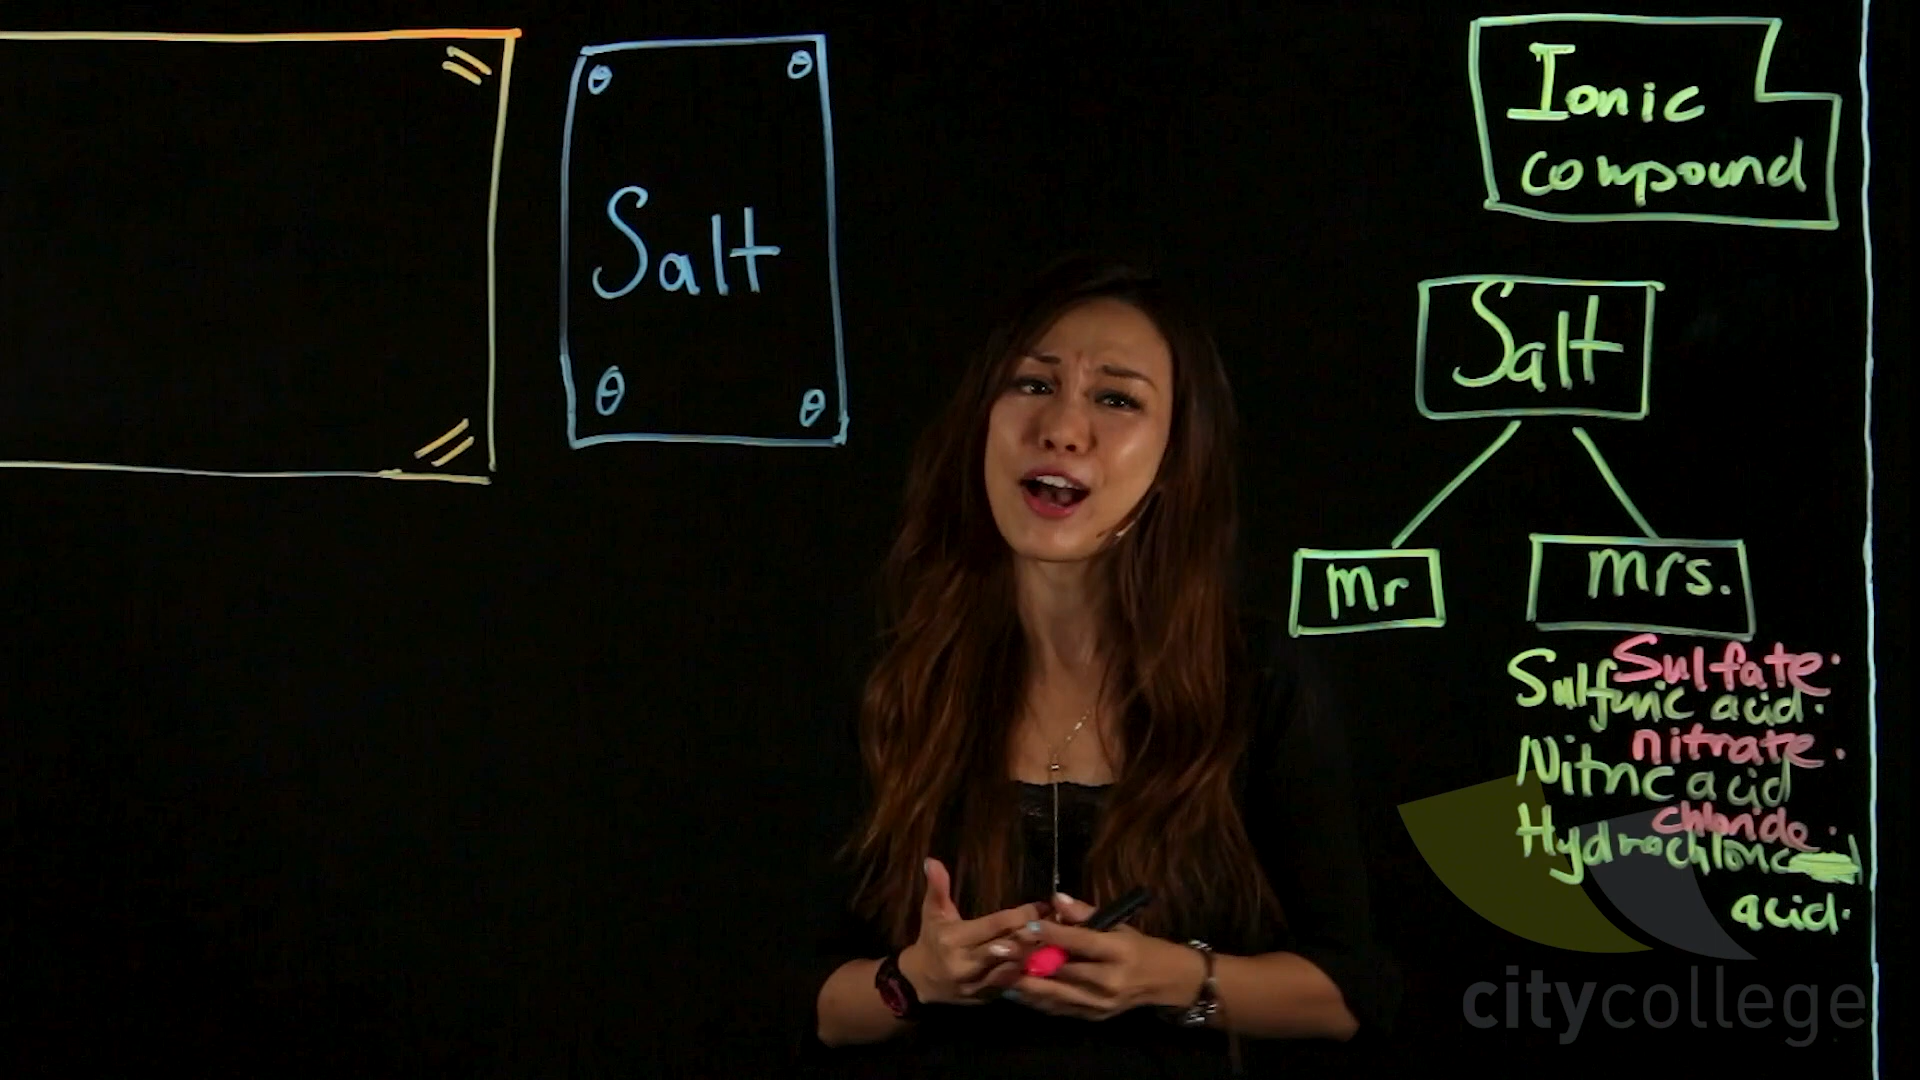 Salt
Ionic
compound
Salt
Mr
Mrs.
Sulfate.
Sulfuric acid.
nitrate.
Nitric acid
chloride.
Hydrochloric
acid.
citycollege